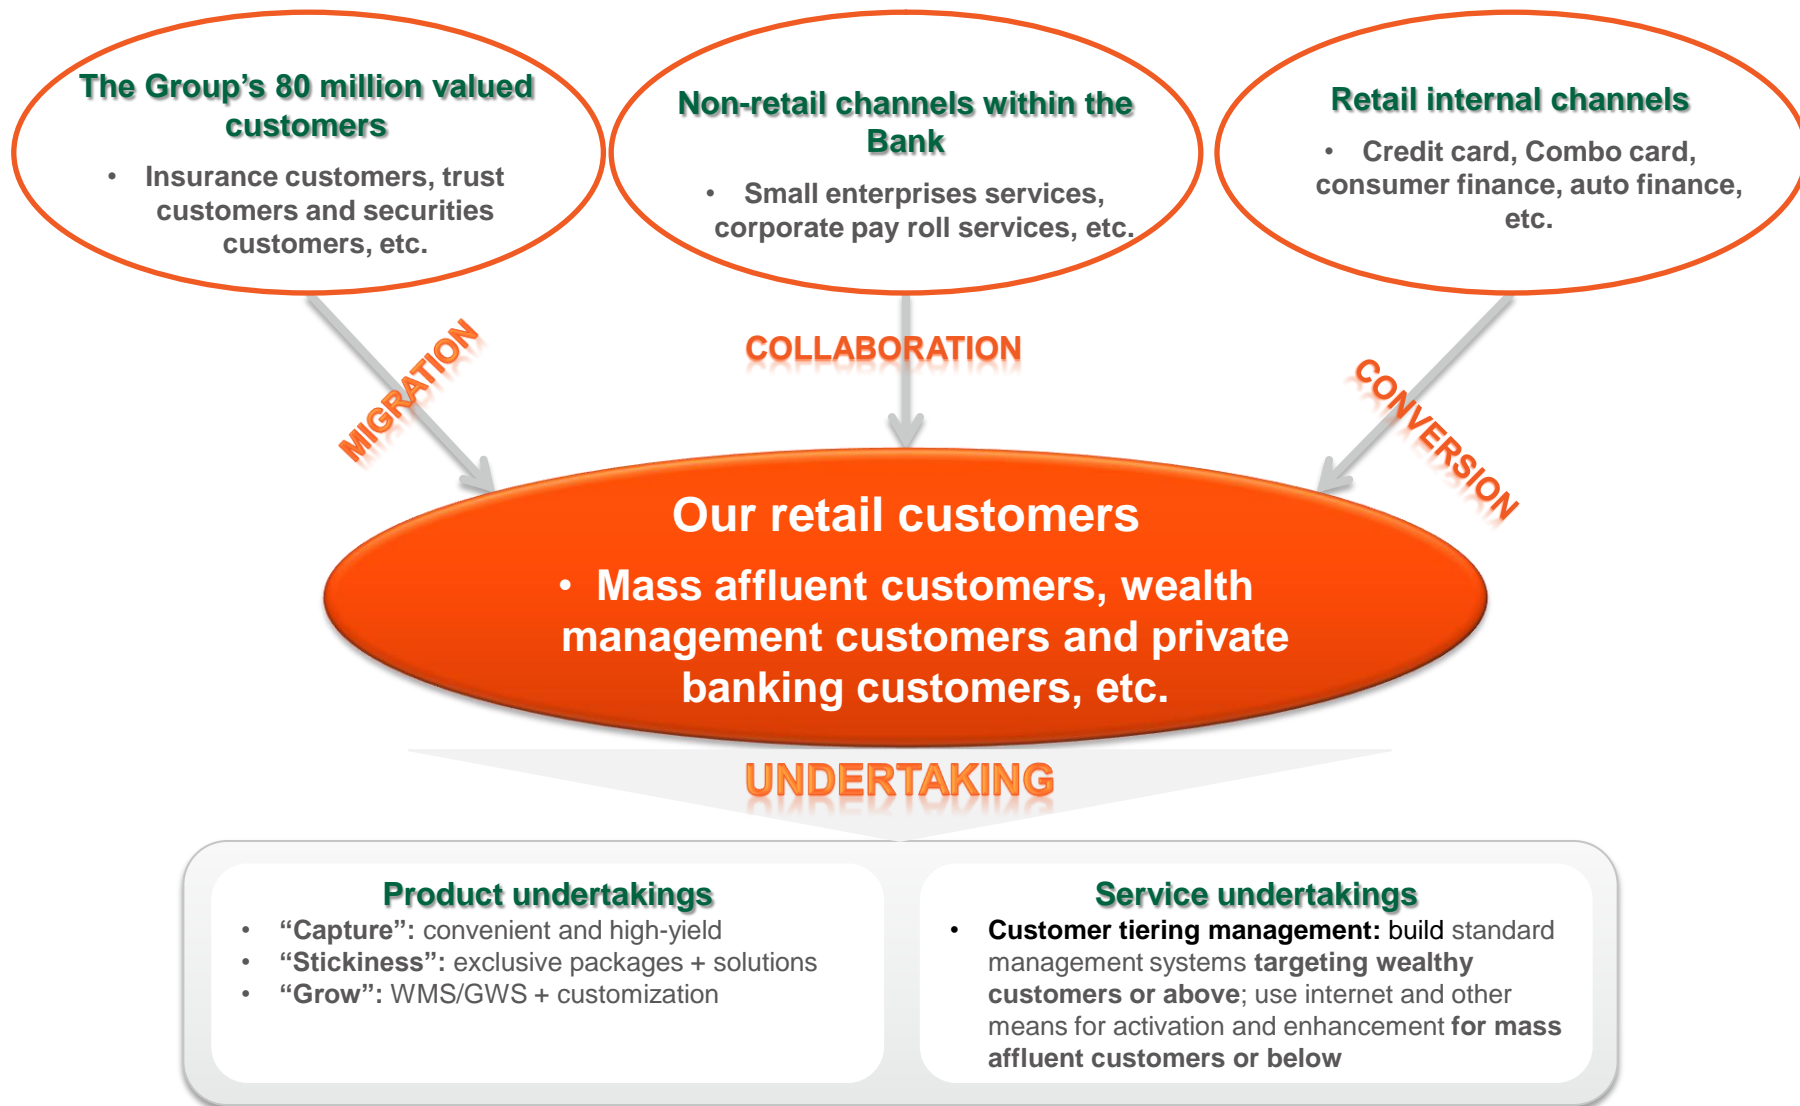 The Group’s 80 million valued
customers
• Insurance customers, trust
customers and securities
customers, etc.
Non-retail channels within the
Bank
• Small enterprises services,
corporate pay roll services, etc.
Retail internal channels
• Credit card, Combo card,
consumer finance, auto finance,
etc.
MIGRATION
COLLABORATION
CONVERSION
Our retail customers
• Mass affluent customers, wealth
management customers and private
banking customers, etc.
UNDERTAKING
Product undertakings
• “Capture”: convenient and high-yield
• “Stickiness”: exclusive packages + solutions
• “Grow”: WMS/GWS + customization
Service undertakings
• Customer tiering management: build standard
management systems targeting wealthy
customers or above; use internet and other
means for activation and enhancement for mass
affluent customers or below